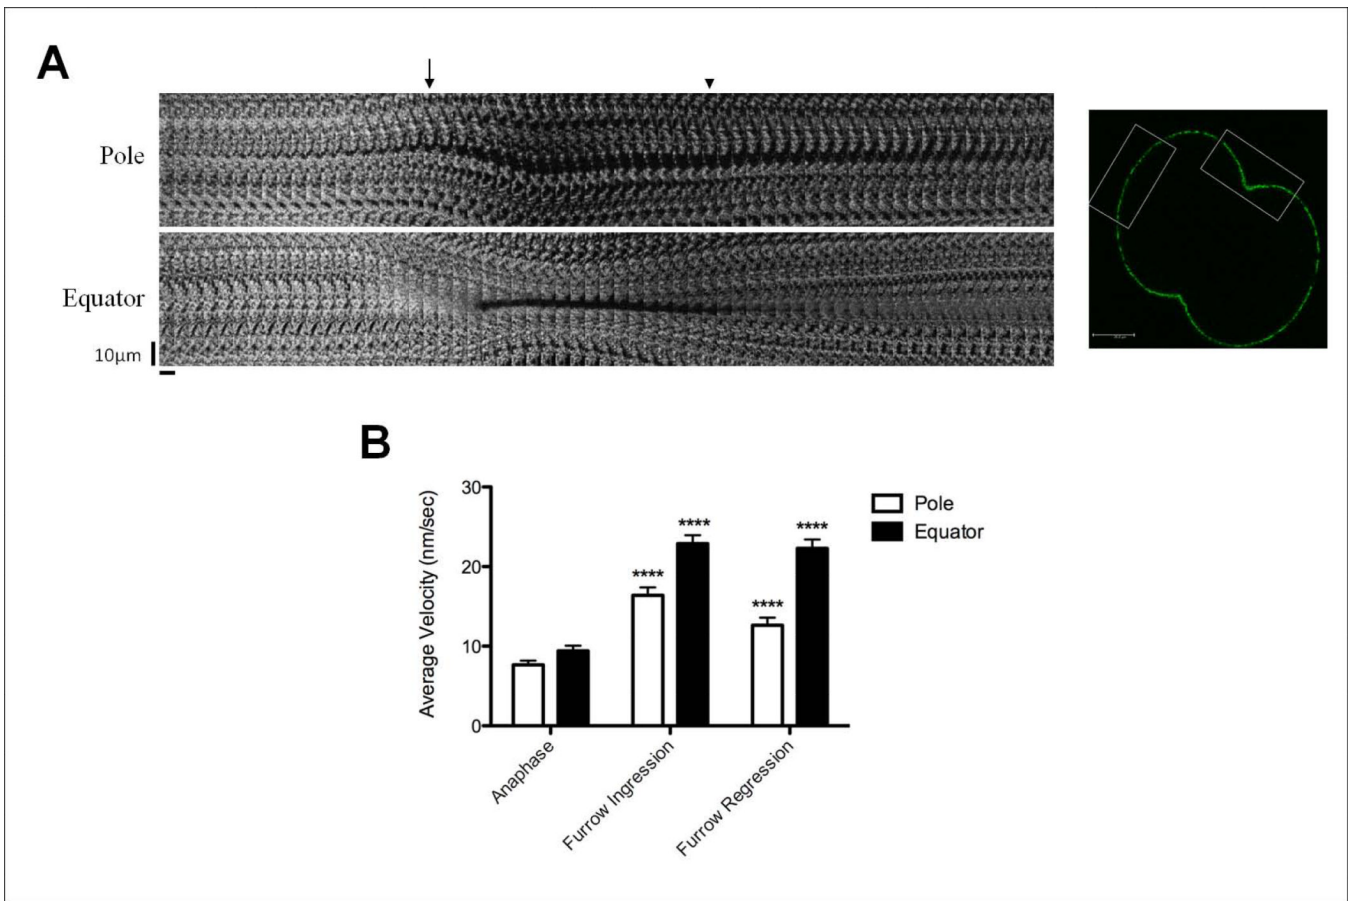 A
Pole
Equator
10μm
B
Average Velocity (nm/sec)
30
20
10
0
****
****
****
****
Pole
Equator
Anaphase
Furrow Ingression
Furrow Regression